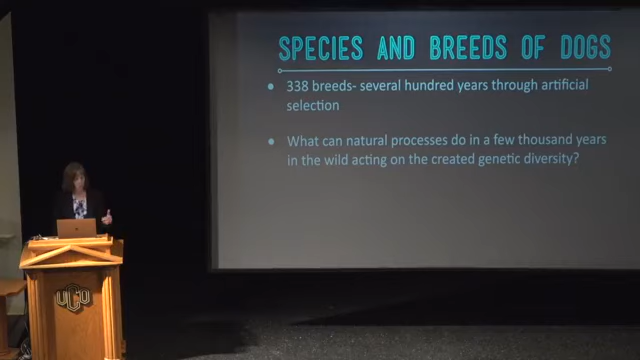 SPECIES AND BREEDS OF DOGS
• 338 breeds- several hundred years through artificial
selection
• What can natural processes do in a few thousand years
in the wild acting on the created genetic diversity?
UCO